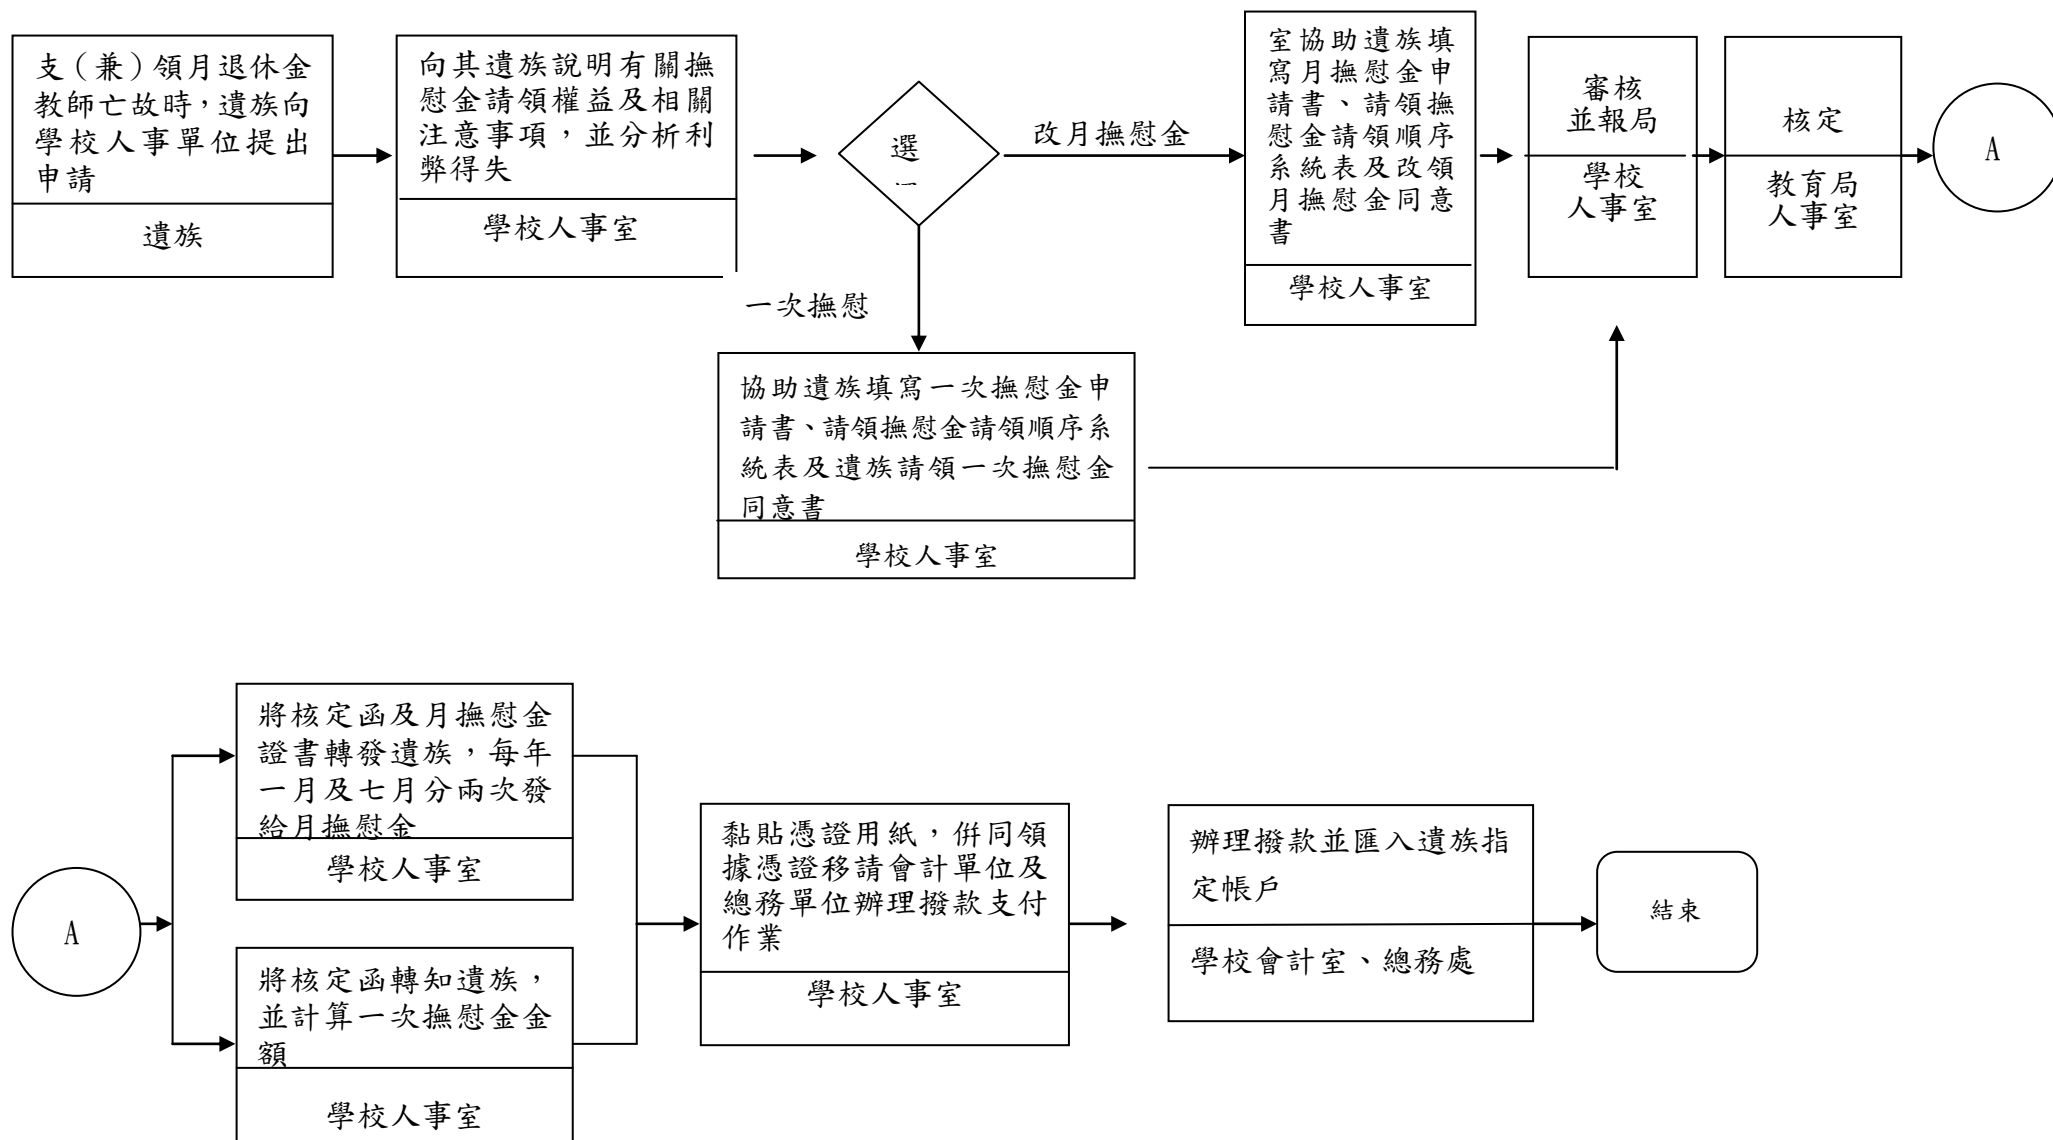 支（兼）領月退休金
教師亡故時，遺族向
學校人事單位提出
申請
遺族
向其遺族說明有關撫
慰金請領權益及相關
注意事項，並分析利
弊得失
學校人事室
選
改月撫慰金
一次撫慰
室協助遺族填
寫月撫慰金申
請書、請領撫
慰金請領順序
系統表及改領
月撫慰金同意
書
學校人事室
審核
並報局
學校
人事室
核定
教育局
人事室
A
協助遺族填寫一次撫慰金申
請書、請領撫慰金請領順序系
統表及遺族請領一次撫慰金
同意書
學校人事室
A
將核定函及月撫慰金
證書轉發遺族，每年
一月及七月分兩次發
給月撫慰金
學校人事室
將核定函轉知遺族，
並計算一次撫慰金金
額
學校人事室
黏貼憑證用紙，併同領
據憑證移請會計單位及
總務單位辦理撥款支付
作業
學校人事室
辦理撥款並匯入遺族指
定帳戶
學校會計室、總務處
結束